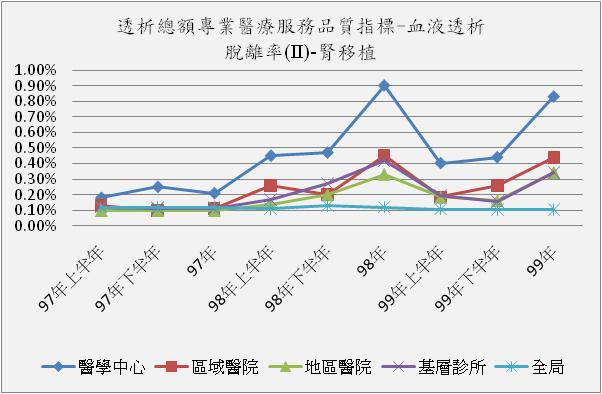 透析總額專業醫療服務品質指標-血液透析
脫離率(II)-腎移植
1.00%
0.90%
0.80%
0.70%
0.60%
0.50%
0.40%
0.30%
0.20%
0.10%
0.00%
97年上半年
97年下半年
97年
98年上半年
98年下半年
98年
99年上半年
99年下半年
99年
醫學中心 區域醫院 地區醫院 基層診所 全局